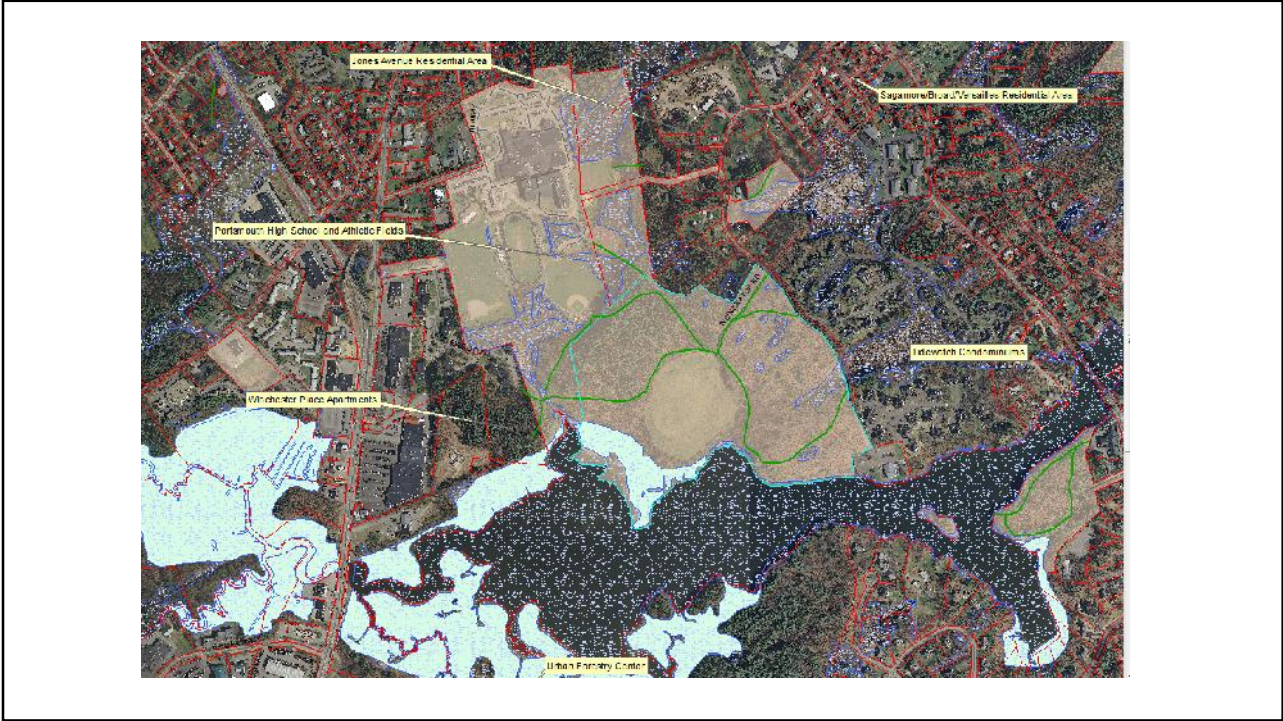 Jones Avenue Residential Area
Sagamore/Broad/Versailles Residential Area
Portsmouth High School and Athletic Fields
Tidewatch Condominiums
Winchester Place Apartments
Urban Forestry Center